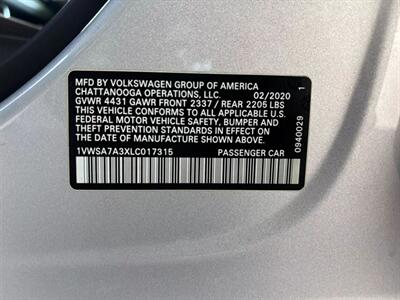 MFD BY VOLKSWAGEN GROUP OF AMERICA
CHATTANOOGA OPERATIONS, LLC. 02/2020
GVWR 4431 GAWR FRONT 2337 / REAR 2205 LBS
THIS VEHICLE CONFORMS TO ALL APPLICABLE U.S.
FEDERAL MOTOR VEHICLE SAFETY, BUMPER AND
THEFT PREVENTION STANDARDS IN EFFECT ON
THE DATE OF MANUFACTURE SHOWN ABOVE.
1VWSA7A3XLC017315 PASSENGER CAR
0940029 1